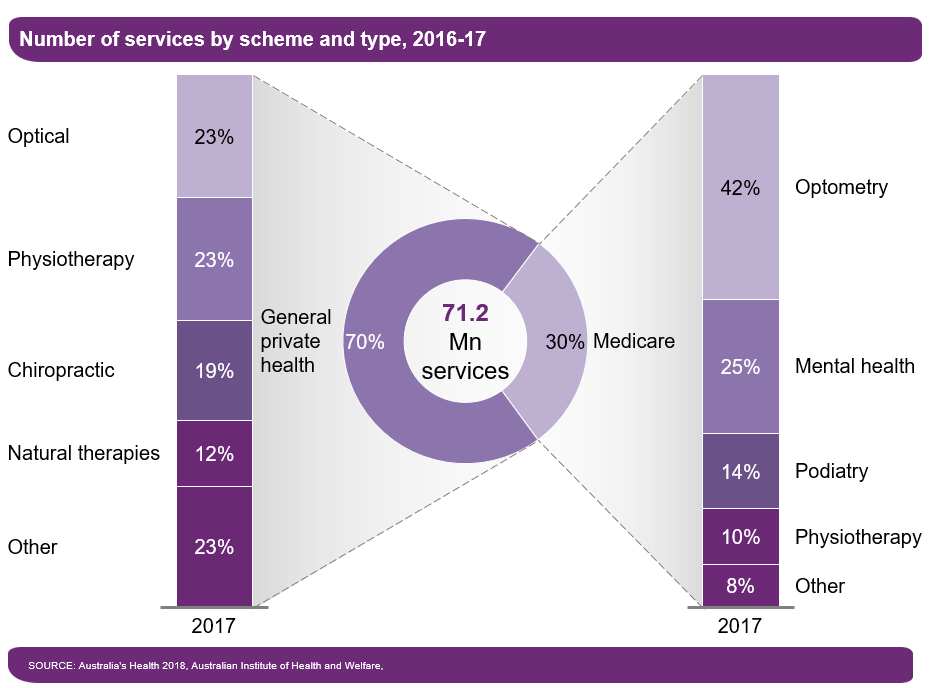 Number of services by scheme and type, 2016-17
Optical
23%
Physiotherapy
23%
Chiropractic
19%
Natural therapies
12%
Other
23%
2017
General
private
health
70%
71.2
Mn
services
30%
Medicare
42%
Optometry
25%
Mental health
14%
Podiatry
10%
Physiotherapy
8%
Other
2017
SOURCE: Australia's Health 2018, Australian Institute of Health and Welfare,